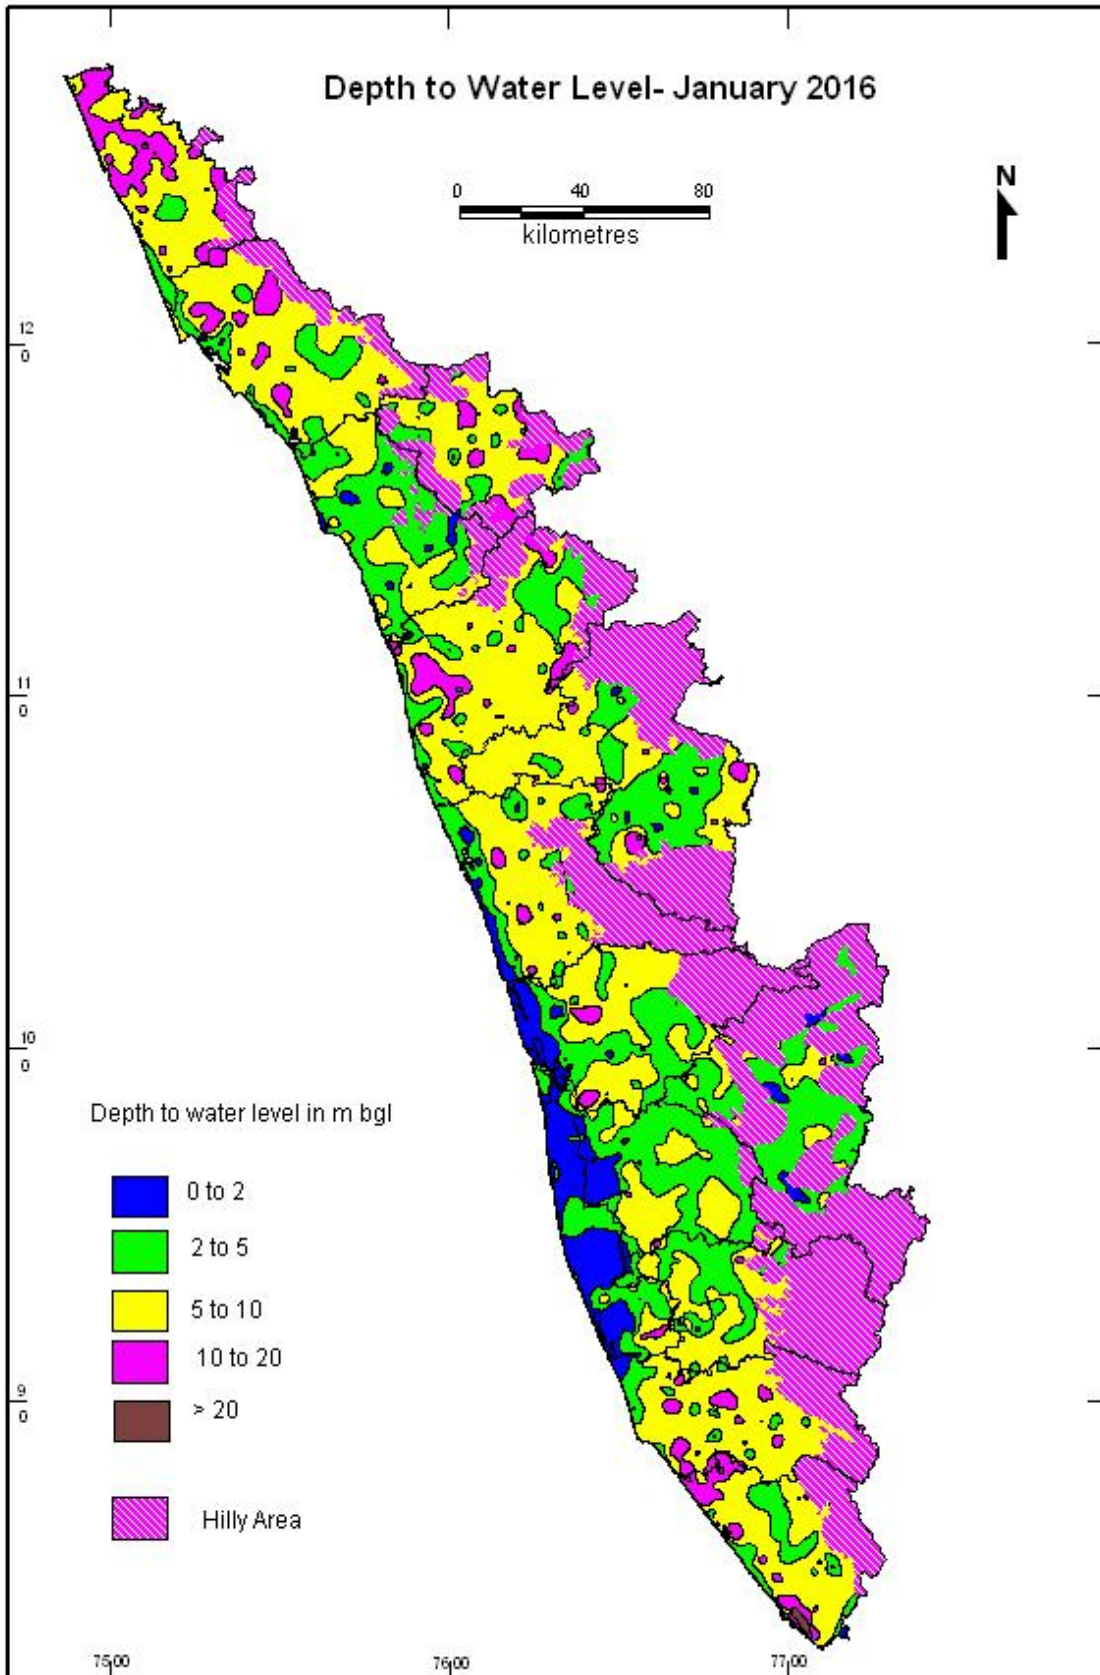 Depth to Water Level- January 2016
N
0 40 80
kilometres
12
0
11
0
10
0
Depth to water level in m bgl
0 to 2
2 to 5
5 to 10
10 to 20
> 20
9
0
Hilly Area
75 00 76 00 77 00